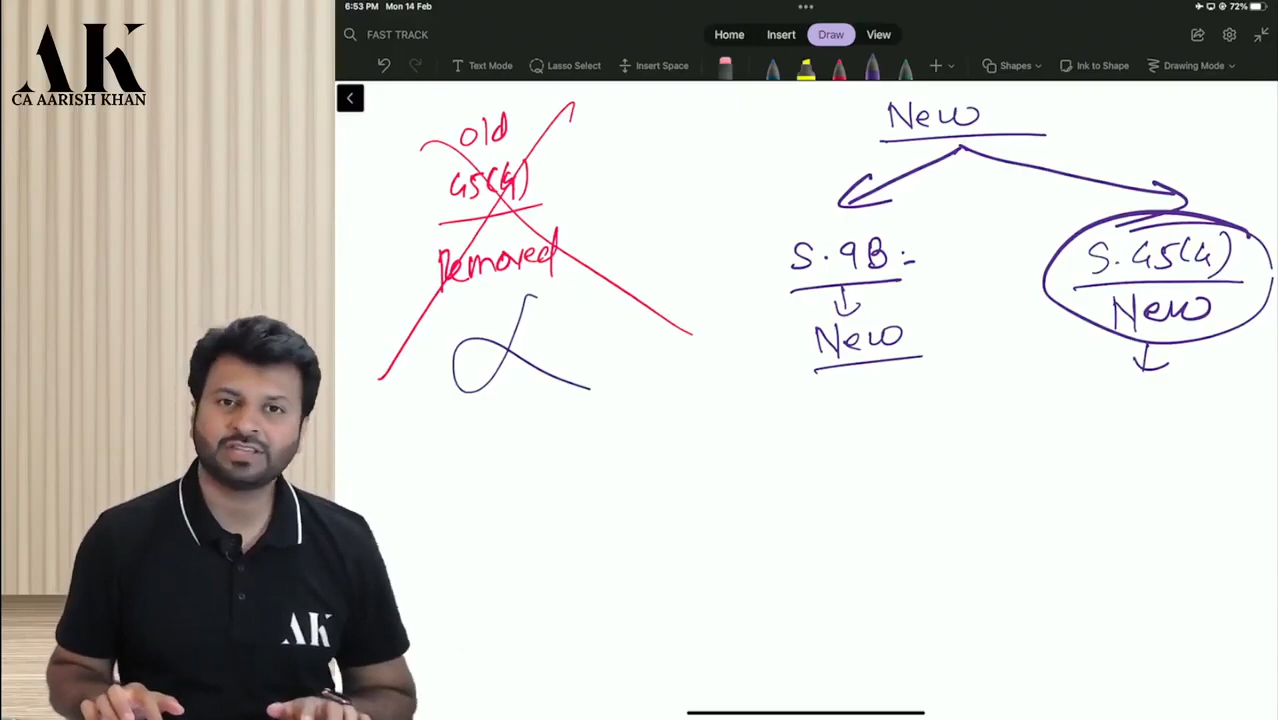 AK
CA AARISH KHAN
6:53 PM Mon 14 Feb
72%
FAST TRACK
Home Insert Draw View
Text Mode Lasso Select Insert Space Shapes Ink to Shape Drawing Mode
old
45(4)
Removed
New
S. 9B :-
New
S. 45(4)
New
AK